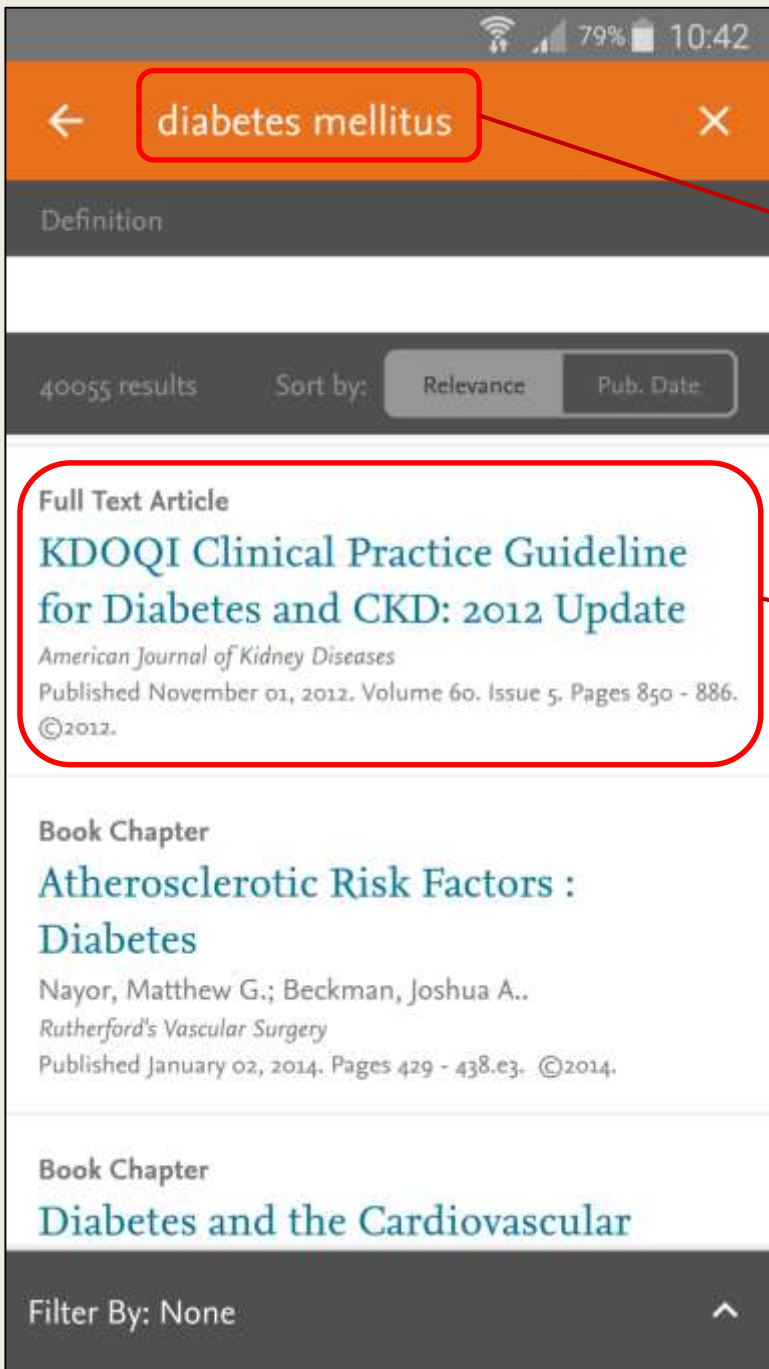 79% 10:42
diabetes mellitus
Definition
40055 results Sort by: Relevance Pub. Date
Full Text Article
KDOQI Clinical Practice Guideline
for Diabetes and CKD: 2012 Update
American Journal of Kidney Diseases
Published November 01, 2012. Volume 60. Issue 5. Pages 850 - 886.
©2012.
Book Chapter
Atherosclerotic Risk Factors :
Diabetes
Nayor, Matthew G.; Beckman, Joshua A..
Rutherford's Vascular Surgery
Published January 02, 2014. Pages 429 - 438.e3. ©2014.
Book Chapter
Diabetes and the Cardiovascular
Filter By: None